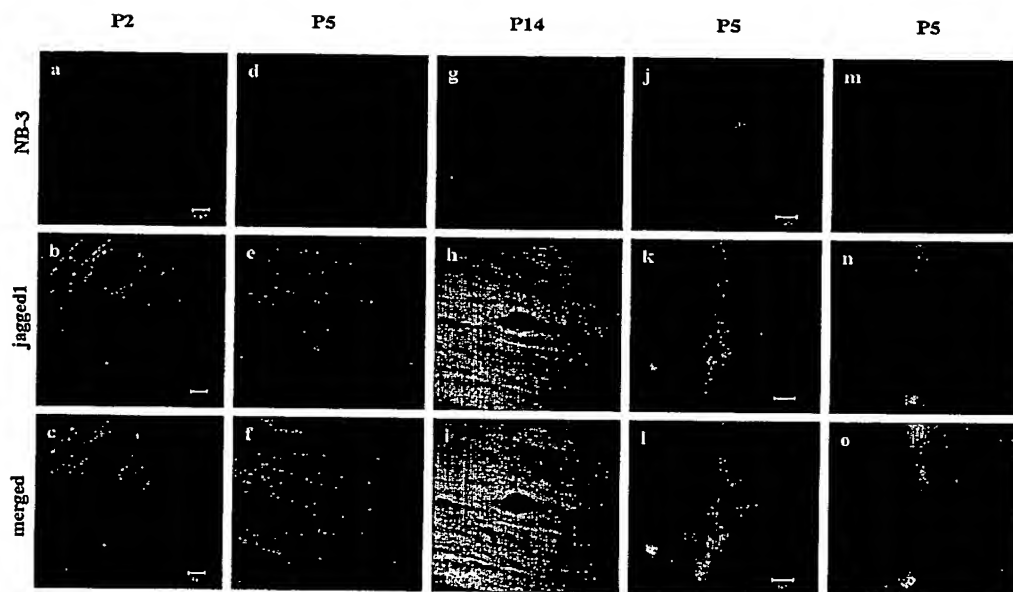 P2 P5 P14 P5 P5
NB-3
a d g j m
jagged1
b e h k n
merged
c f i l o